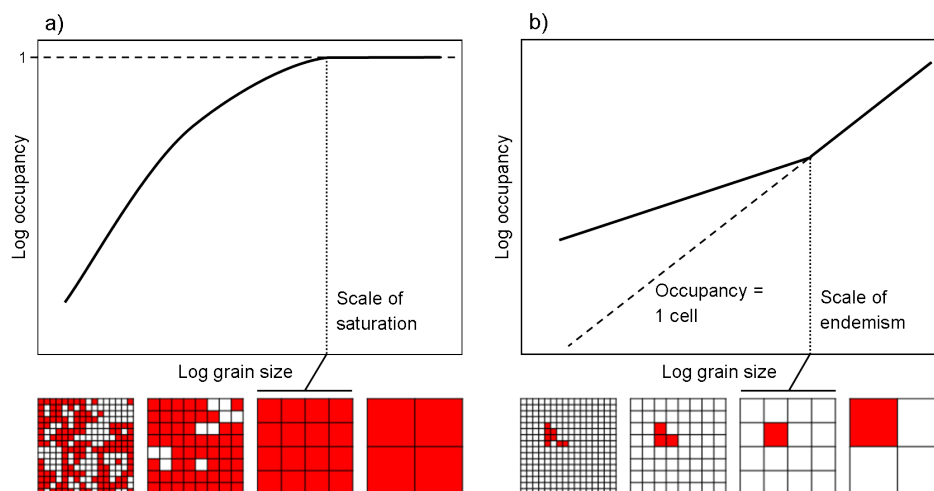 a)
1
Log occupancy
Scale of
saturation
Log grain size
b)
Log occupancy
Occupancy =
1 cell
Scale of
endemism
Log grain size